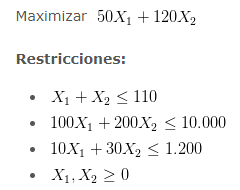 Maximizar 50X₁ + 120X₂
Restricciones:
• X₁ + X₂ ≤ 110
• 100X₁ + 200X₂ ≤ 10.000
• 10X₁ + 30X₂ ≤ 1.200
• X₁, X₂ ≥ 0